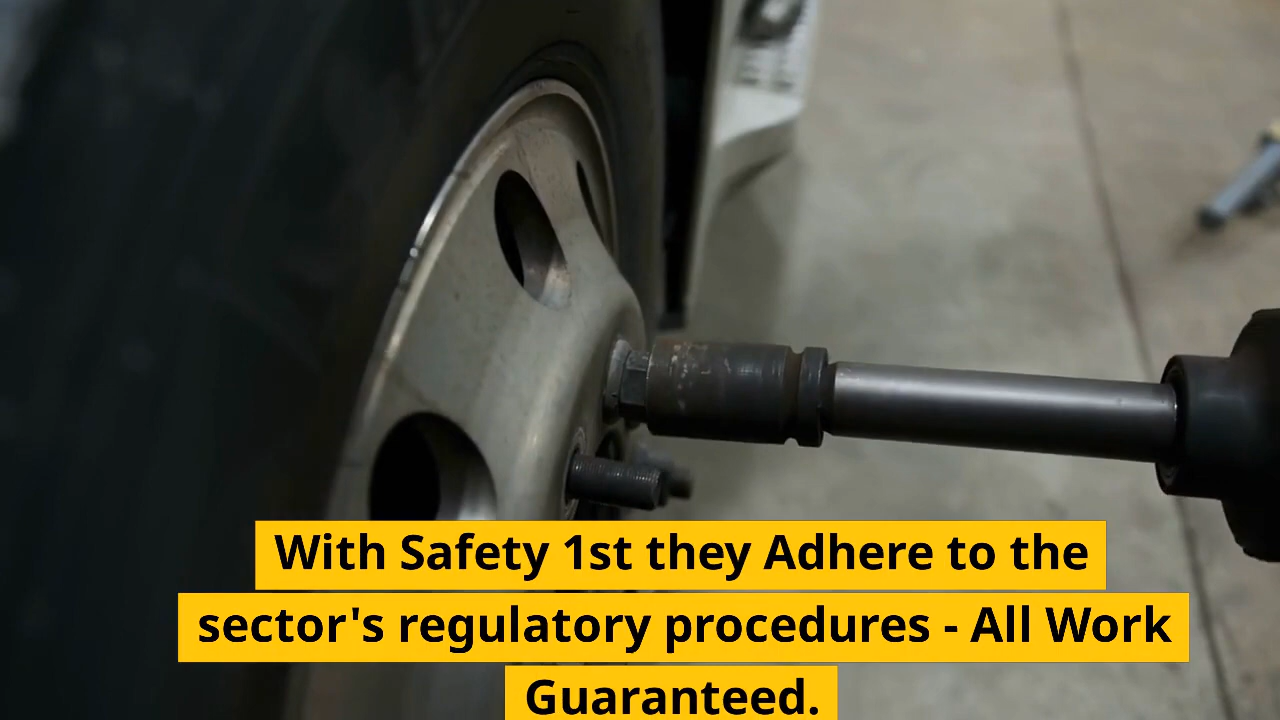 With Safety 1st they Adhere to the
sector's regulatory procedures - All Work
Guaranteed.